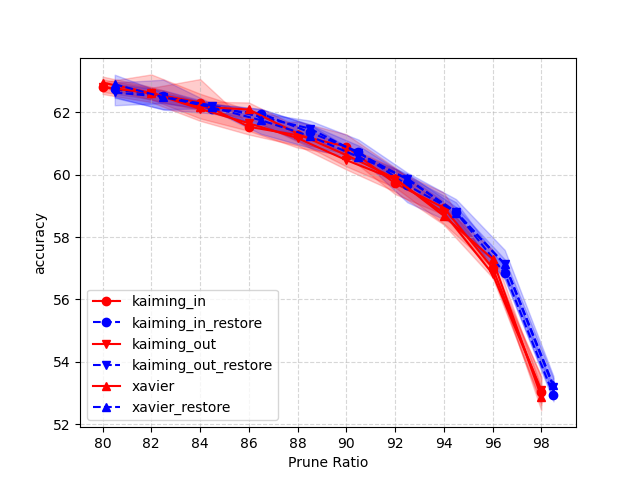 62
60
58
56
54
52
accuracy
kaiming_in
kaiming_in_restore
kaiming_out
kaiming_out_restore
xavier
xavier_restore
80 82 84 86 88 90 92 94 96 98
Prune Ratio